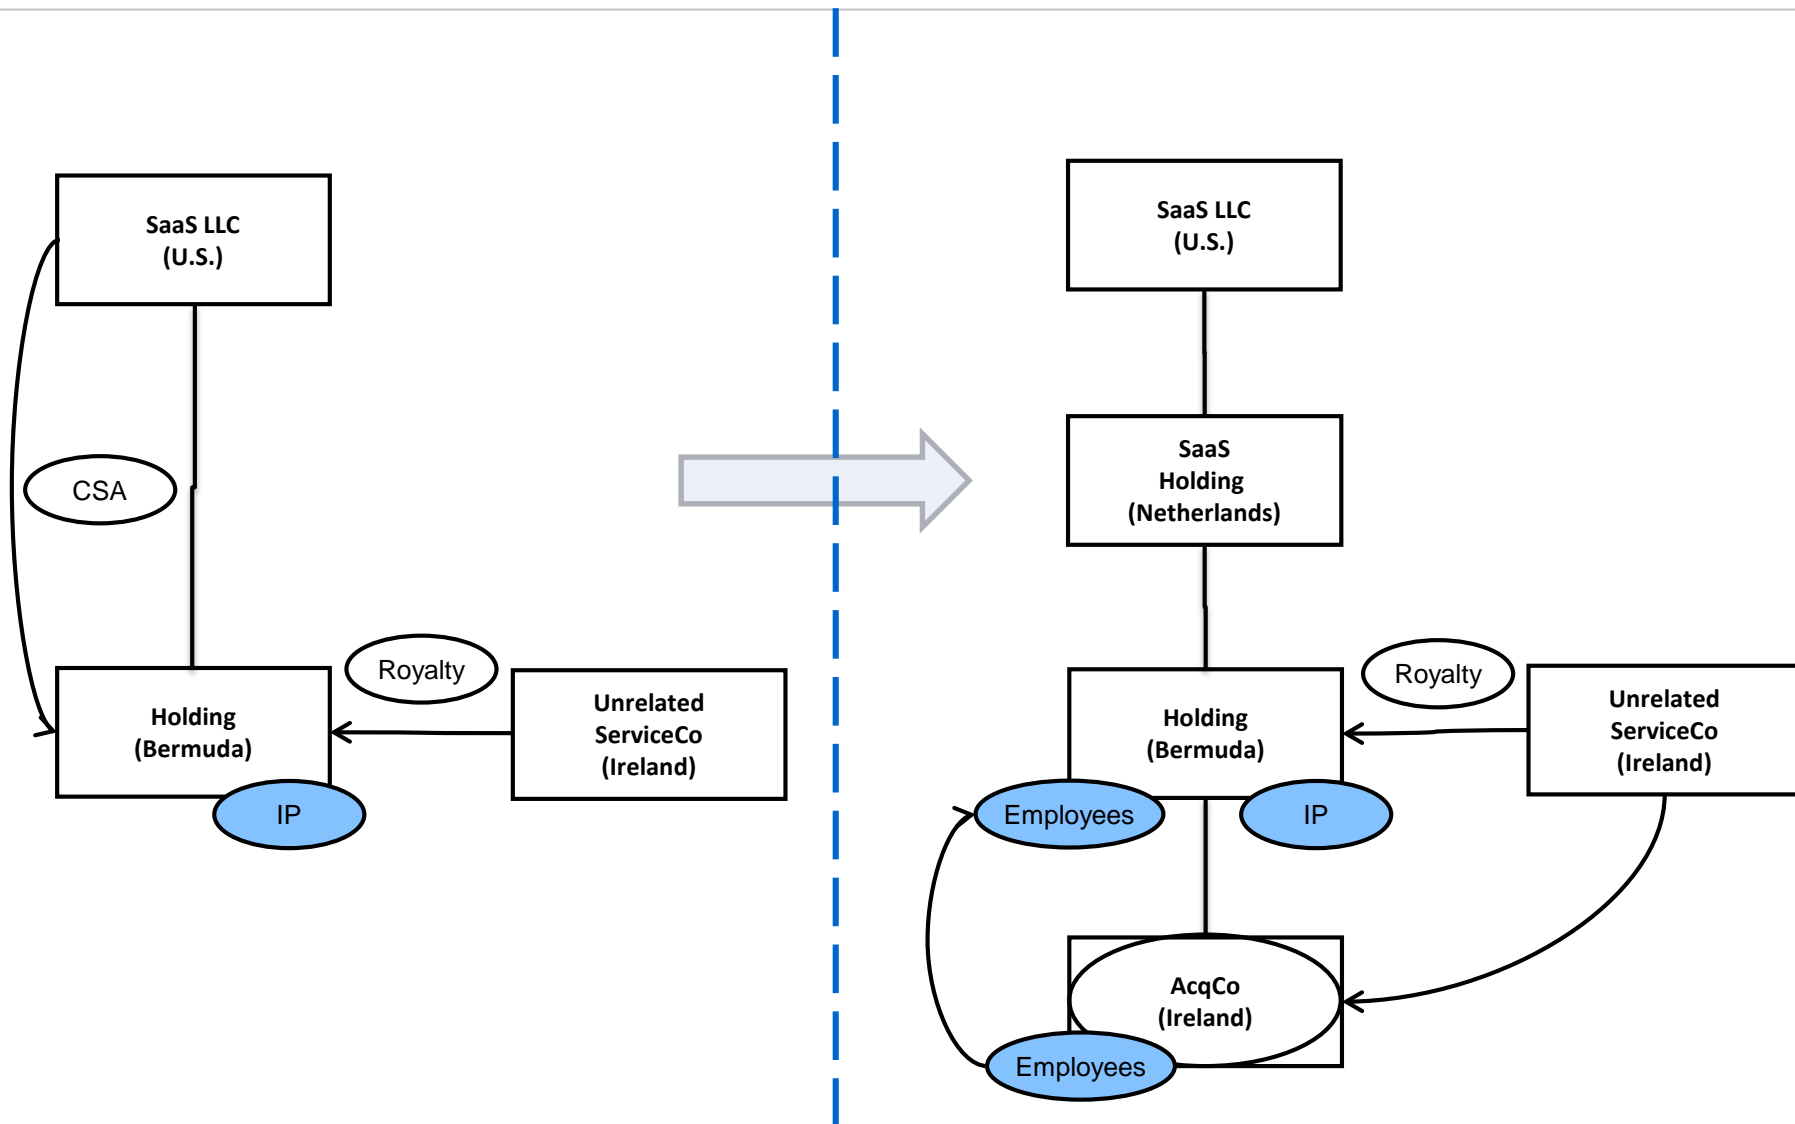 SaaS LLC
(U.S.)
CSA
Royalty
Holding
(Bermuda)
Unrelated
ServiceCo
(Ireland)
IP
SaaS LLC
(U.S.)
SaaS
Holding
(Netherlands)
Royalty
Holding
(Bermuda)
Unrelated
ServiceCo
(Ireland)
Employees
IP
AcqCo
(Ireland)
Employees